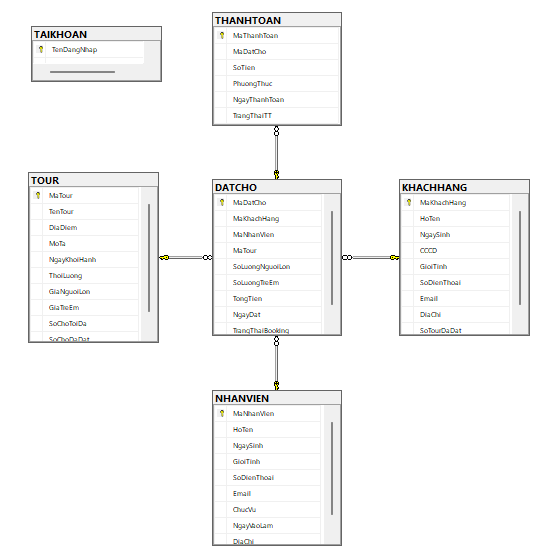 TAIKHOAN
TenDangNhap
THANHTOAN
MaThanhToan
MaDatCho
SoTien
PhuongThuc
NgayThanhToan
TrangThaiTT
TOUR
MaTour
TenTour
DiaDiem
MoTa
NgayKhoiHanh
ThoiLuong
GiaNguoiLon
GiaTreEm
SoChoToiDa
SoChoDaDat
DATCHO
MaDatCho
MaKhachHang
MaNhanVien
MaTour
SoLuongNguoiLon
SoLuongTreEm
TongTien
NgayDat
TrangThaiBooking
KHACHHANG
MaKhachHang
HoTen
NgaySinh
CCCD
GioiTinh
SoDienThoai
Email
DiaChi
SoTourDaDat
NHANVIEN
MaNhanVien
HoTen
NgaySinh
GioiTinh
SoDienThoai
Email
ChucVu
NgayVaoLam
DiaChi